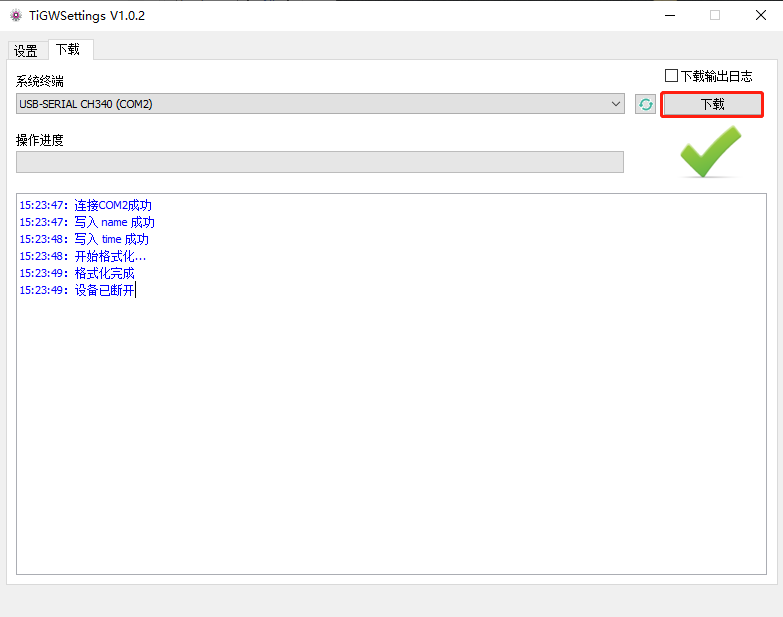 TiGWSettings V1.0.2
设置 下载
系统终端
下载输出日志
USB-SERIAL CH340 (COM2)
下载
操作进度
15:23:47：连接COM2成功
15:23:47：写入 name 成功
15:23:48：写入 time 成功
15:23:48：开始格式化...
15:23:49：格式化完成
15:23:49：设备已断开